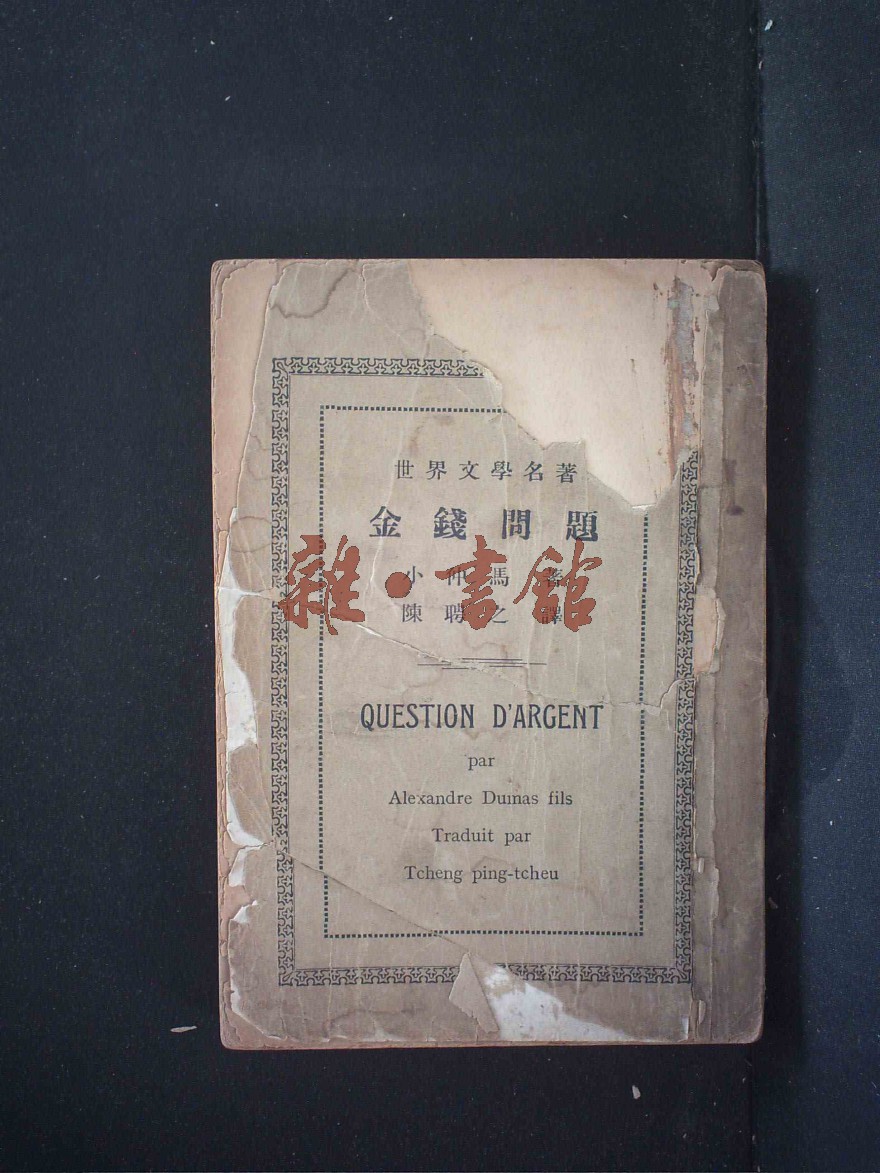 世界文學名著
金錢問題
小仲馬著
陳聘之譯
雜·書館
QUESTION D'ARGENT
par
Alexandre Dumas fils
Traduit par
Tcheng ping-tcheu